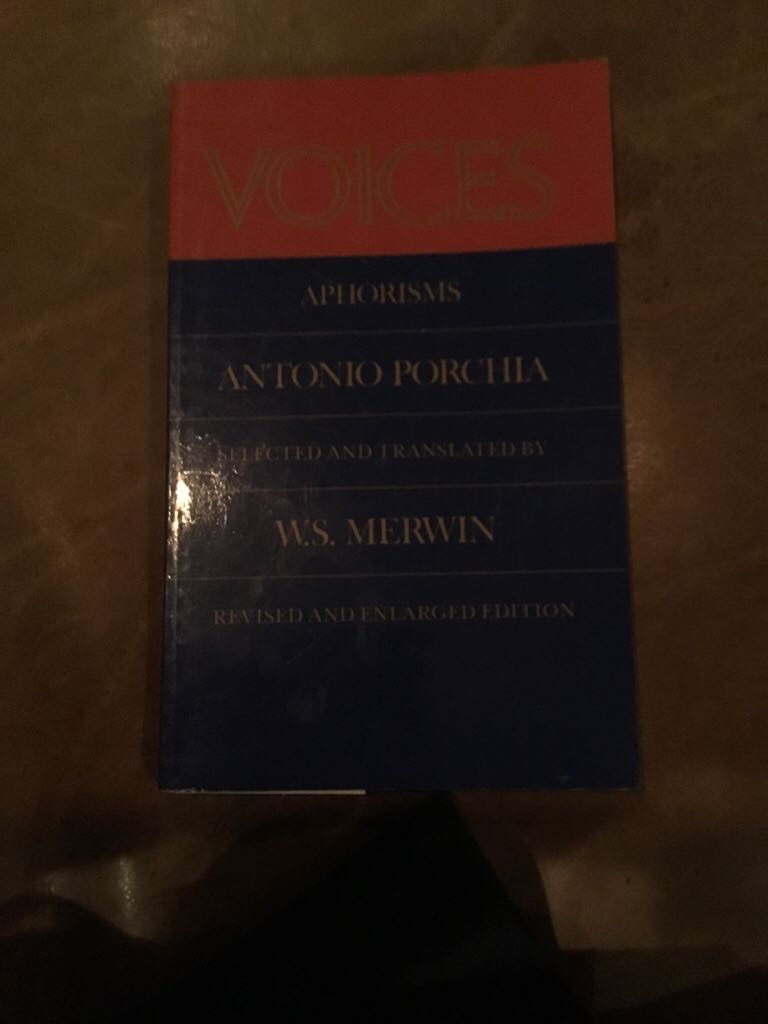 VOICES
APHORISMS
ANTONIO PORCHIA
SELECTED AND TRANSLATED BY
W.S. MERWIN
REVISED AND ENLARGED EDITION